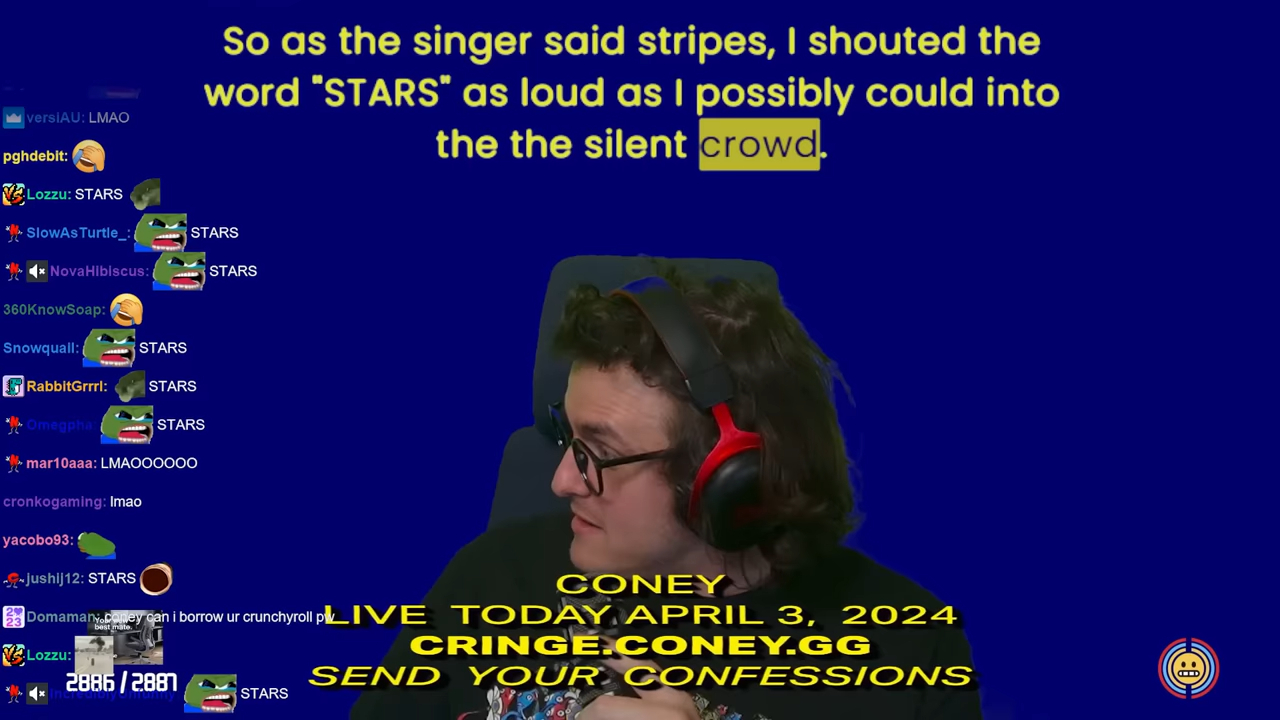 So as the singer said stripes, I shouted the
word "STARS" as loud as I possibly could into
the the silent crowd.
versiAU: LMAO
pghdebit:
Lozzu: STARS
SlowAsTurtle_: STARS
NovaHibiscus: STARS
360KnowSoap:
Snowquall: STARS
RabbitGrrrl: STARS
Omegpha: STARS
mar10aaa: LMAOOOOOO
cronkogaming: lmao
yacobo93:
jushij12: STARS
Domaman: coney can i borrow ur crunchyroll pw
best mate.
Lozzu:
2886 / 2887
STARS
CONEY
LIVE TODAY APRIL 3, 2024
CRINGE.CONEY.GG
SEND YOUR CONFESSIONS